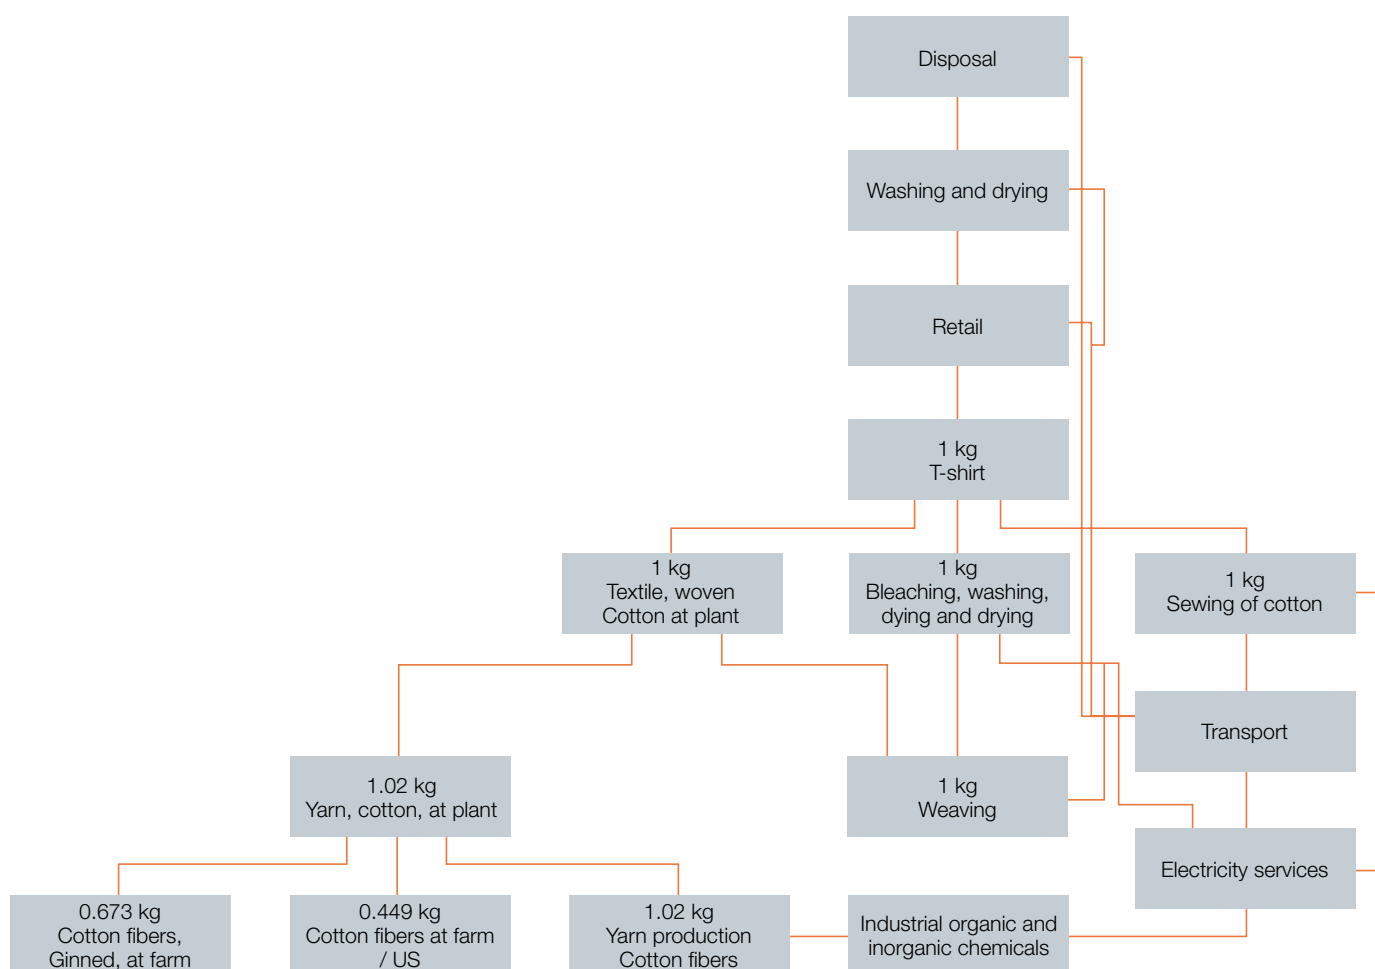 Disposal
Washing and drying
Retail
1 kg
T-shirt
1 kg
Textile, woven
Cotton at plant
1 kg
Bleaching, washing,
dying and drying
1 kg
Sewing of cotton
Transport
1.02 kg
Yarn, cotton, at plant
1 kg
Weaving
Electricity services
0.673 kg
Cotton fibers,
Ginned, at farm
0.449 kg
Cotton fibers at farm
/ US
1.02 kg
Yarn production
Cotton fibers
Industrial organic and
inorganic chemicals